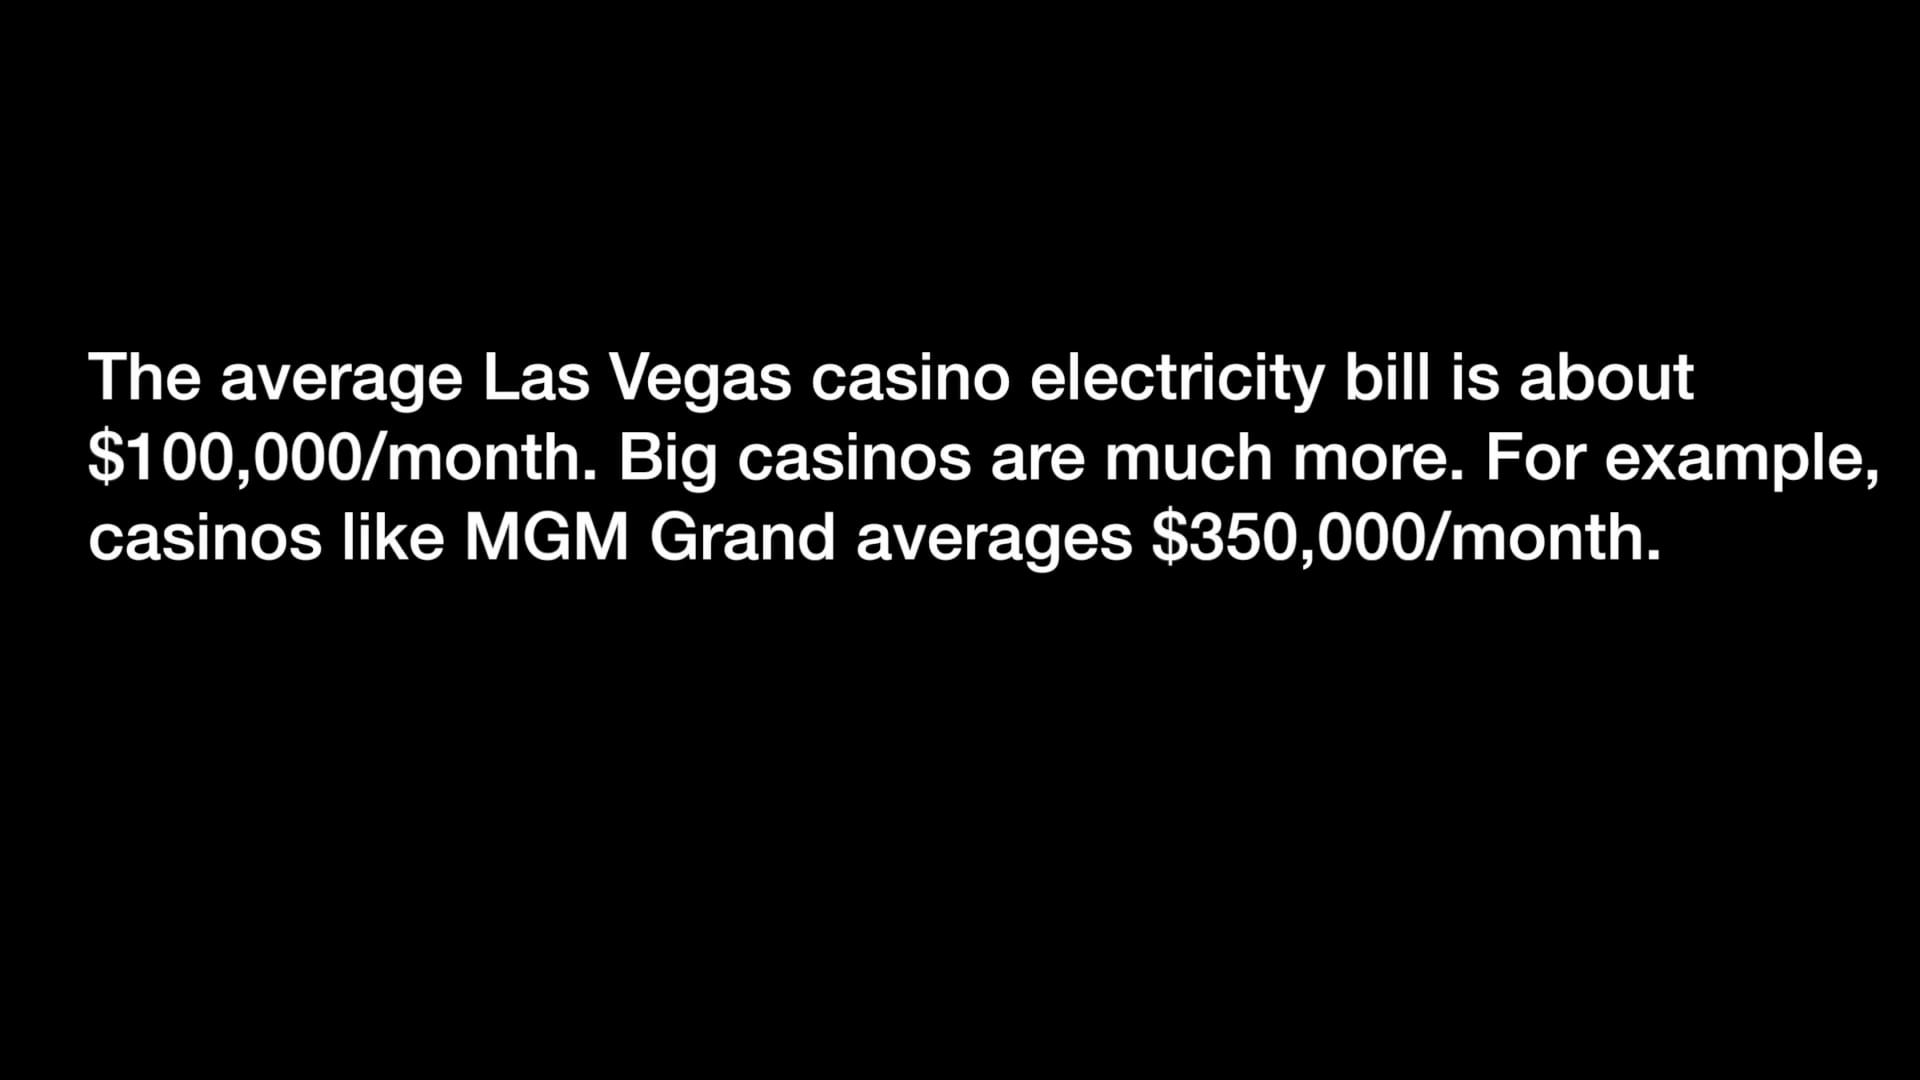 The average Las Vegas casino electricity bill is about
$100,000/month. Big casinos are much more. For example,
casinos like MGM Grand averages $350,000/month.